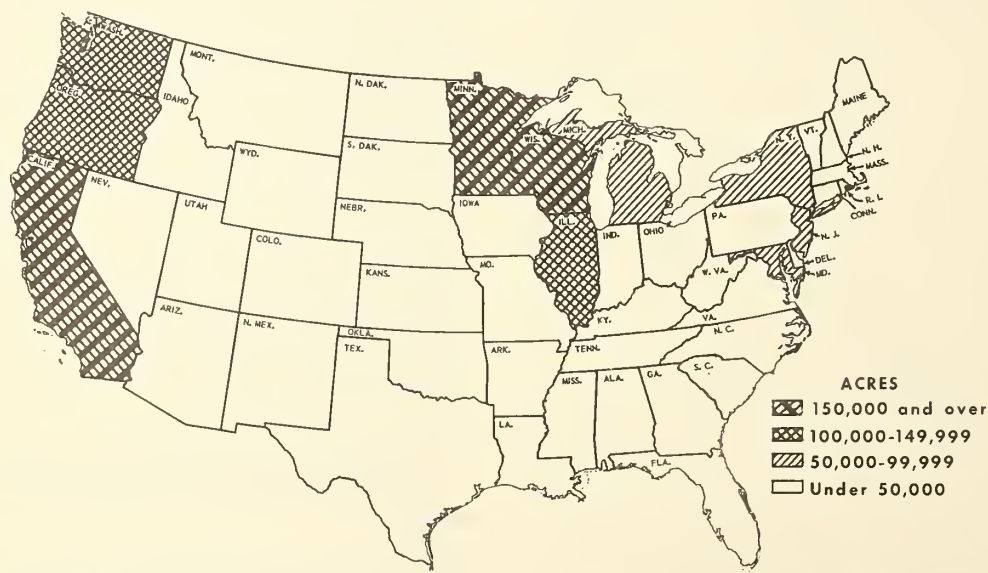 WASH.
OREG.
IDAHO
MONT.
N. DAK.
MINN.
WIS.
MICH.
S. DAK.
WYD.
CALIF.
NEV.
UTAH
COLO.
NEBR.
IOWA
ILL.
IND.
OHIO
PA.
N. Y.
VT.
MAINE
N. H.
MASS.
R. I.
CONN.
N. J.
DEL.
MD.
W. VA.
VA.
KANS.
MO.
KY.
N. C.
ARIZ.
N. MEX.
OKLA.
TEX.
ARK.
TENN.
MISS.
ALA.
GA.
S. C.
LA.
FLA.
ACRES
150,000 and over
100,000-149,999
50,000-99,999
Under 50,000